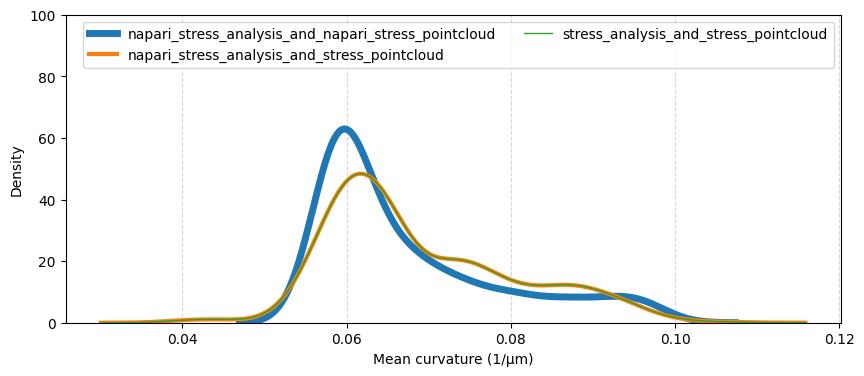 100
80
60
40
20
0
Density
napari_stress_analysis_and_napari_stress_pointcloud
napari_stress_analysis_and_stress_pointcloud
stress_analysis_and_stress_pointcloud
0.04
0.06
0.08
0.10
0.12
Mean curvature (1/µm)